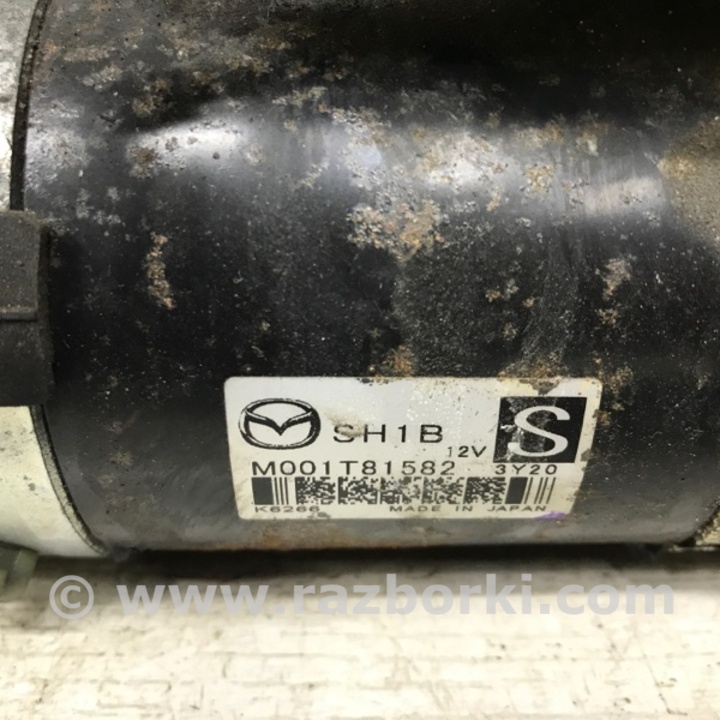 SH1B
12V
S
M001T81582 3Y20
K6266 MADE IN JAPAN
© www.razborki.com